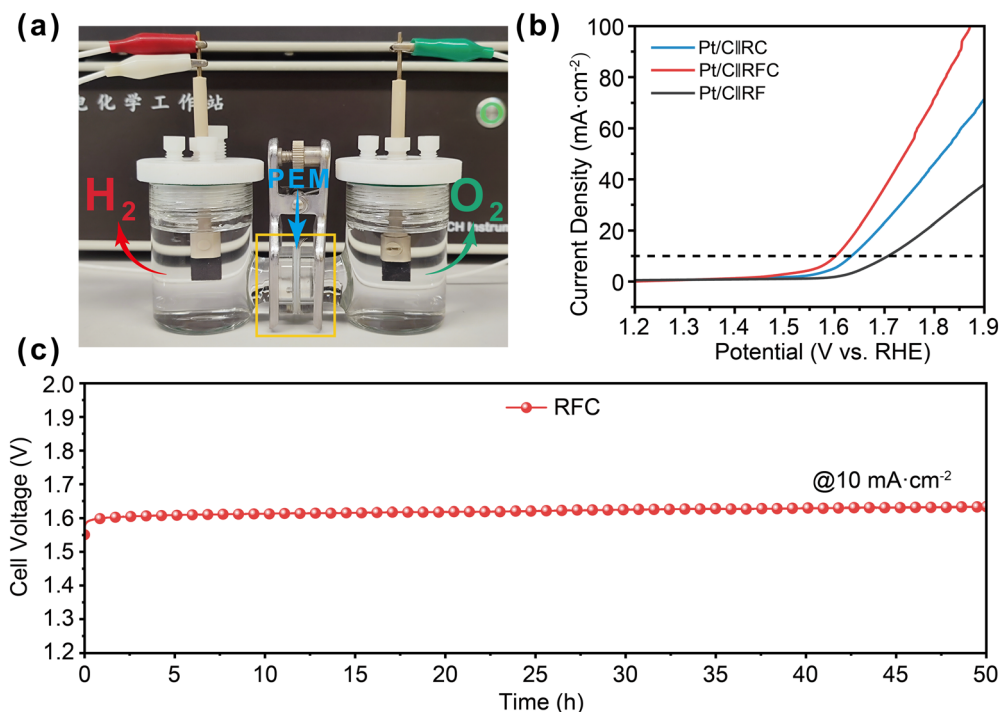 (a)
电化学工作站
PEM
H₂
O₂
CH Instrum
(b)
Pt/C||RC
Pt/C||RFC
Pt/C||RF
Current Density (mA·cm⁻²)
100
80
60
40
20
0
1.2 1.3 1.4 1.5 1.6 1.7 1.8 1.9
Potential (V vs. RHE)
(c)
RFC
@10 mA·cm⁻²
Cell Voltage (V)
2.0
1.9
1.8
1.7
1.6
1.5
1.4
1.3
1.2
0 5 10 15 20 25 30 35 40 45 50
Time (h)